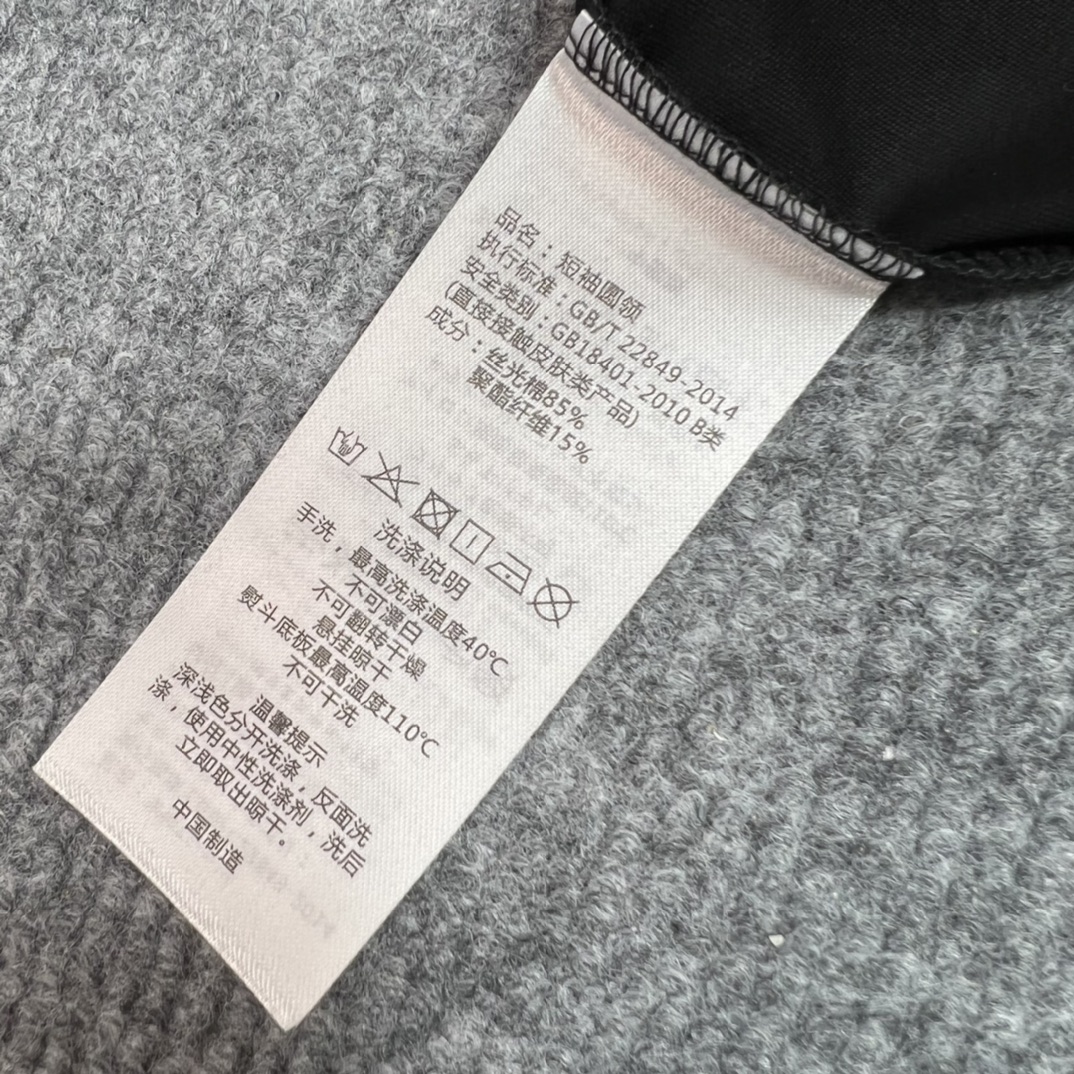 品名：短袖圆领
执行标准：GB/T 22849-2014
安全类别：GB18401-2010 B类
(直接接触皮肤类产品)
成分：丝光棉85%
聚酯纤维15%
洗涤说明
手洗，最高洗涤温度40℃
不可漂白
不可翻转干燥
悬挂晾干
熨斗底板最高温度110℃
不可干洗
温馨提示
深浅色分开洗涤，反面洗
涤，使用中性洗涤剂，洗后
立即取出晾干。
中国制造